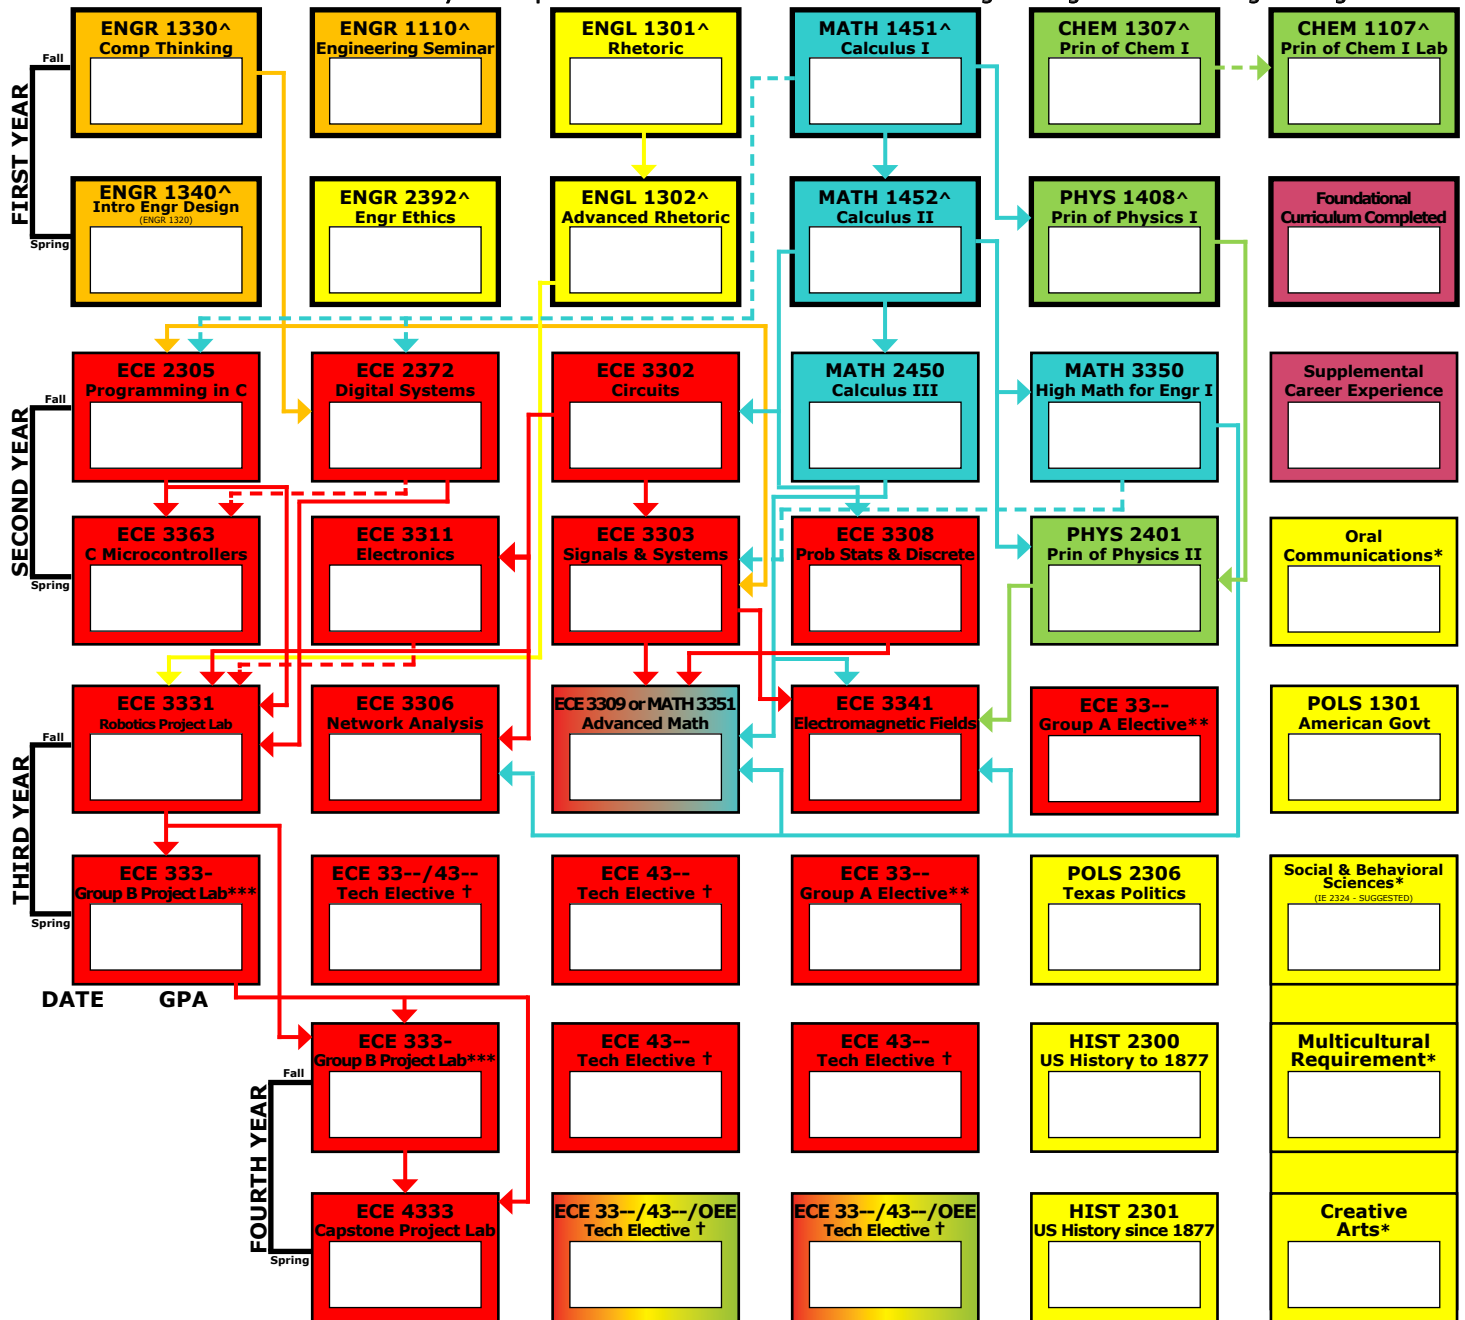 ENGR 1330^
Comp Thinking
ENGR 1110^
Engineering Seminar
ENGL 1301^
Rhetoric
MATH 1451^
Calculus I
CHEM 1307^
Prin of Chem I
CHEM 1107^
Prin of Chem I Lab
Fall
FIRST YEAR
Spring
ENGR 1340^
Intro Engr Design
(ENGR 1320)
ENGR 2392^
Engr Ethics
ENGL 1302^
Advanced Rhetoric
MATH 1452^
Calculus II
PHYS 1408^
Prin of Physics I
Foundational
Curriculum Completed
ECE 2305
Programming in C
ECE 2372
Digital Systems
ECE 3302
Circuits
MATH 2450
Calculus III
MATH 3350
High Math for Engr I
Supplemental
Career Experience
Fall
SECOND YEAR
Spring
ECE 3363
C Microcontrollers
ECE 3311
Electronics
ECE 3303
Signals & Systems
ECE 3308
Prob Stats & Discrete
PHYS 2401
Prin of Physics II
Oral
Communications*
ECE 3331
Robotics Project Lab
ECE 3306
Network Analysis
ECE 3309 or MATH 3351
Advanced Math
ECE 3341
Electromagnetic Fields
ECE 33--
Group A Elective**
POLS 1301
American Govt
Fall
THIRD YEAR
Spring
ECE 333-
Group B Project Lab***
ECE 33--/43--
Tech Elective †
ECE 43--
Tech Elective †
ECE 33--
Group A Elective**
POLS 2306
Texas Politics
Social & Behavioral
Sciences*
(IE 2324 - SUGGESTED)
DATE GPA
ECE 333-
Group B Project Lab***
ECE 43--
Tech Elective †
ECE 43--
Tech Elective †
HIST 2300
US History to 1877
Multicultural
Requirement*
Fall
FOURTH YEAR
Spring
ECE 4333
Capstone Project Lab
ECE 33--/43--/OEE
Tech Elective †
ECE 33--/43--/OEE
Tech Elective †
HIST 2301
US History since 1877
Creative
Arts*